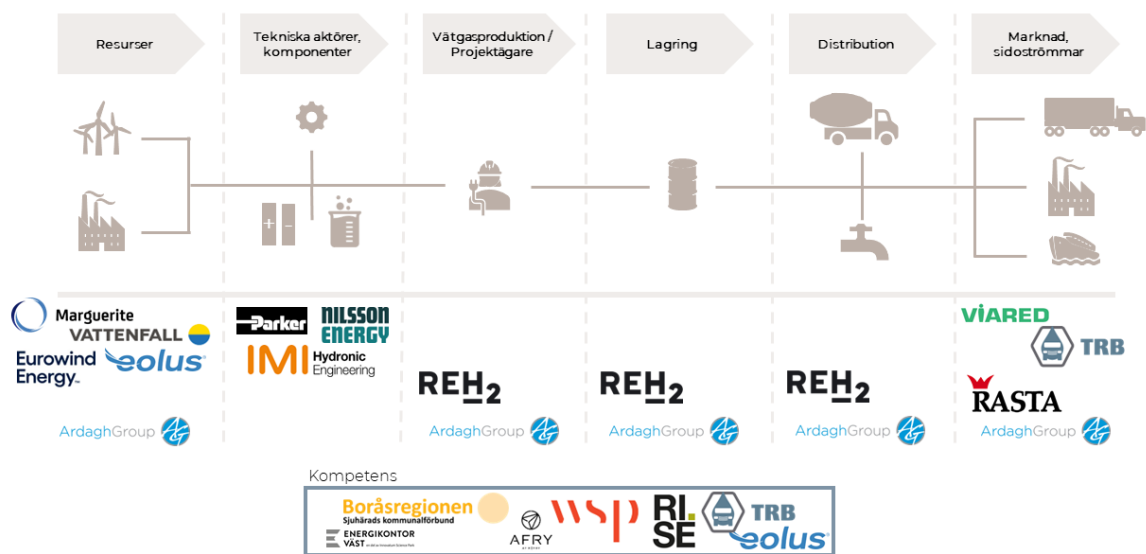 Resurser
Tekniska aktörer,
komponenter
Vätgasproduktion /
Projektägare
Lagring
Distribution
Marknad,
sidoströmmar
+ -
Marguerite
VATTENFALL
Eurowind
Energy
eolus
ArdaghGroup
Parker
NILSSON
ENERGY
IMI Hydronic
Engineering
REH2
ArdaghGroup
REH2
ArdaghGroup
REH2
ArdaghGroup
VIARED
TRB
RASTA
ArdaghGroup
Kompetens
Boråsregionen
Sjuhärads kommunalförbund
ENERGIKONTOR
VÄST
AFRY
wsp
RI.
SE
TRB
eolus